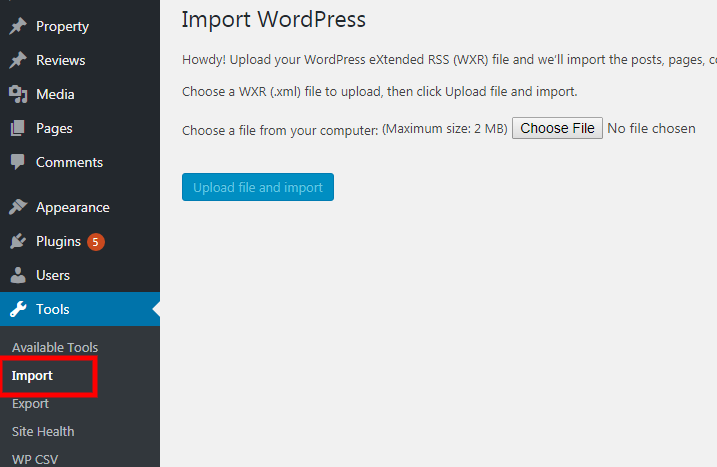 Property
Reviews
Media
Pages
Comments
Appearance
Plugins 5
Users
Tools
Available Tools
Import
Export
Site Health
WP CSV
Import WordPress
Howdy! Upload your WordPress eXtended RSS (WXR) file and we'll import the posts, pages, co
Choose a WXR (.xml) file to upload, then click Upload file and import.
Choose a file from your computer: (Maximum size: 2 MB) Choose File No file chosen
Upload file and import